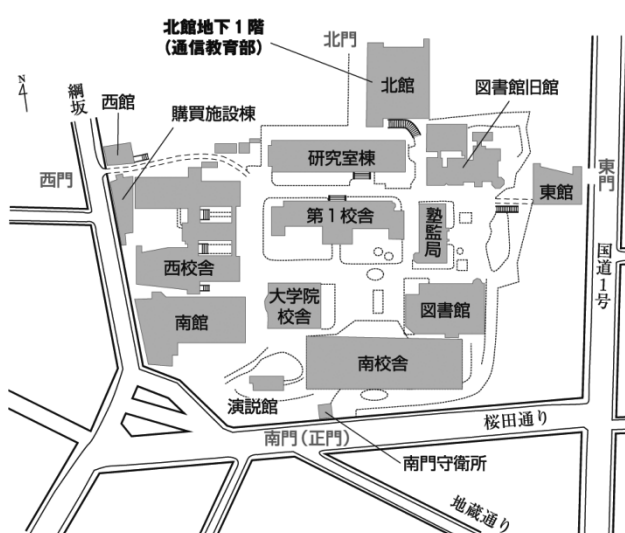 北館地下1階
(通信教育部)
北門
N
綱坂
西館
購買施設棟
北館
図書館旧館
研究室棟
西門
東館
東門
第1校舎
塾監局
国道1号
西校舎
大学院
校舎
図書館
南館
南校舎
演説館
桜田通り
南門(正門)
南門守衛所
地蔵通り